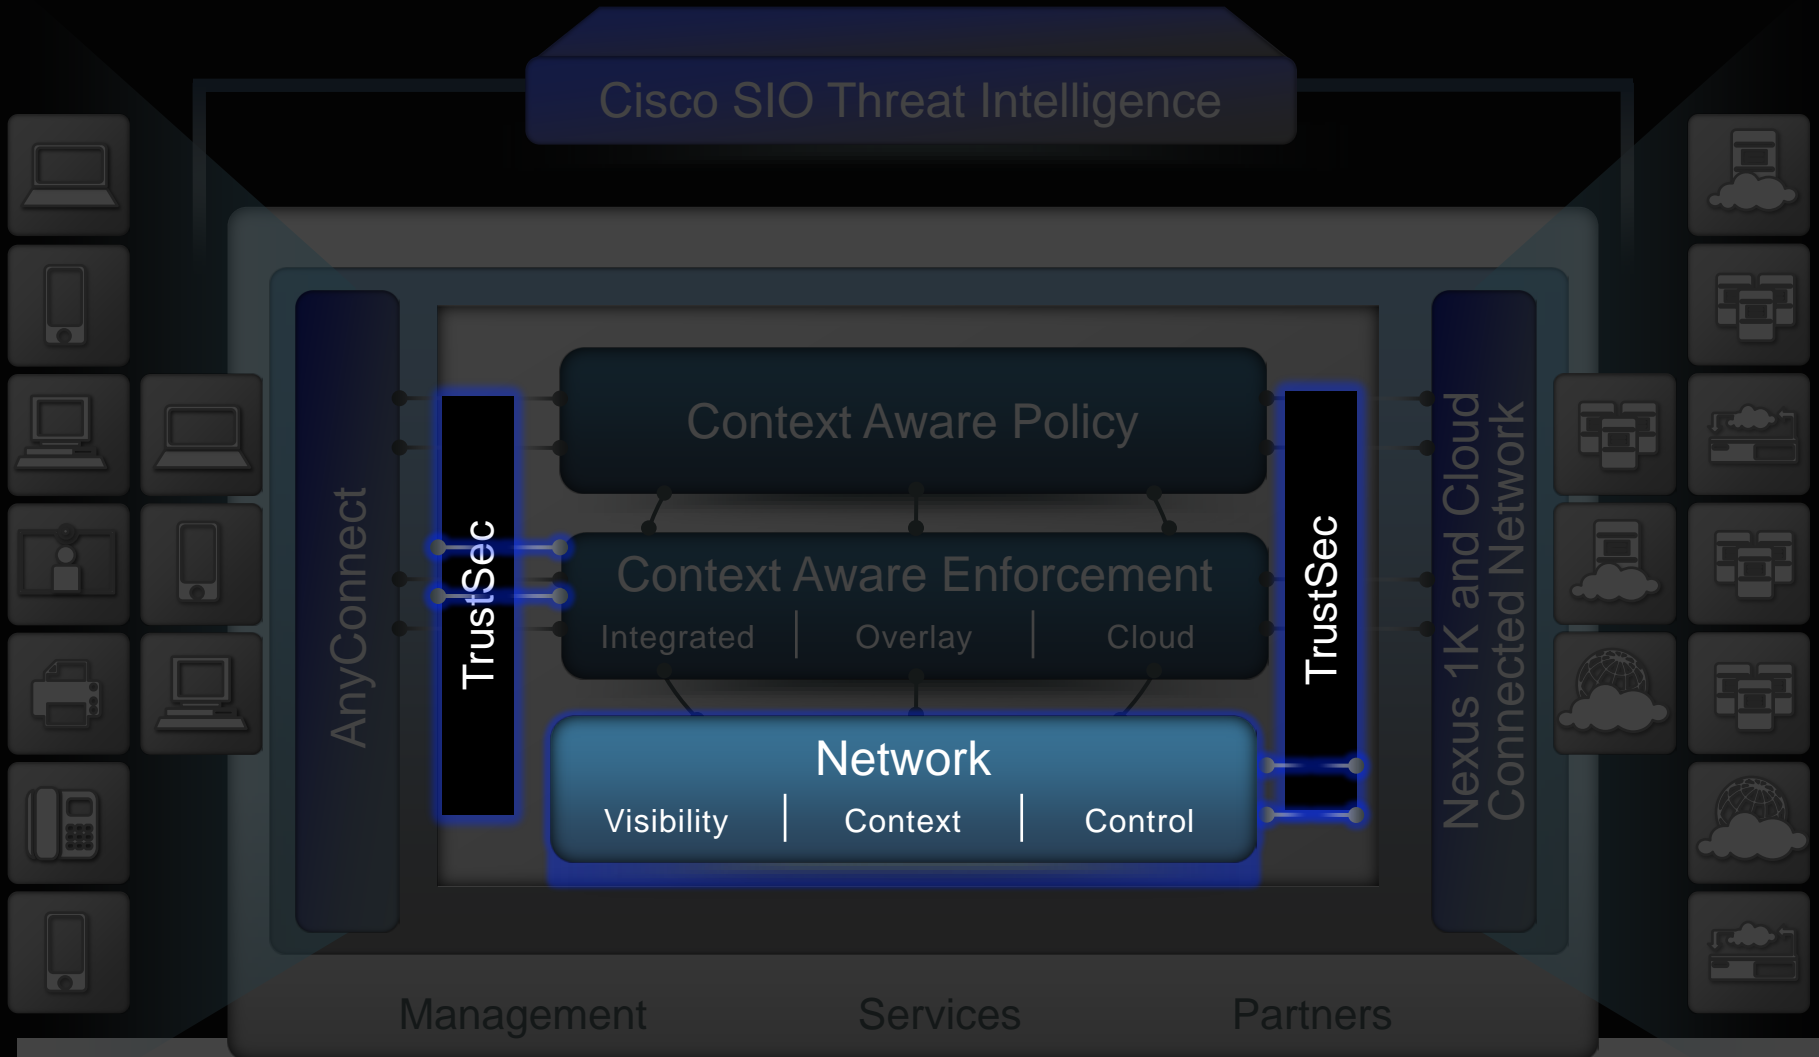 Cisco SIO Threat Intelligence
AnyConnect
TrustSec
Context Aware Policy
Context Aware Enforcement
Integrated | Overlay | Cloud
Network
Visibility | Context | Control
TrustSec
Nexus 1K and Cloud
Connected Network
Management Services Partners